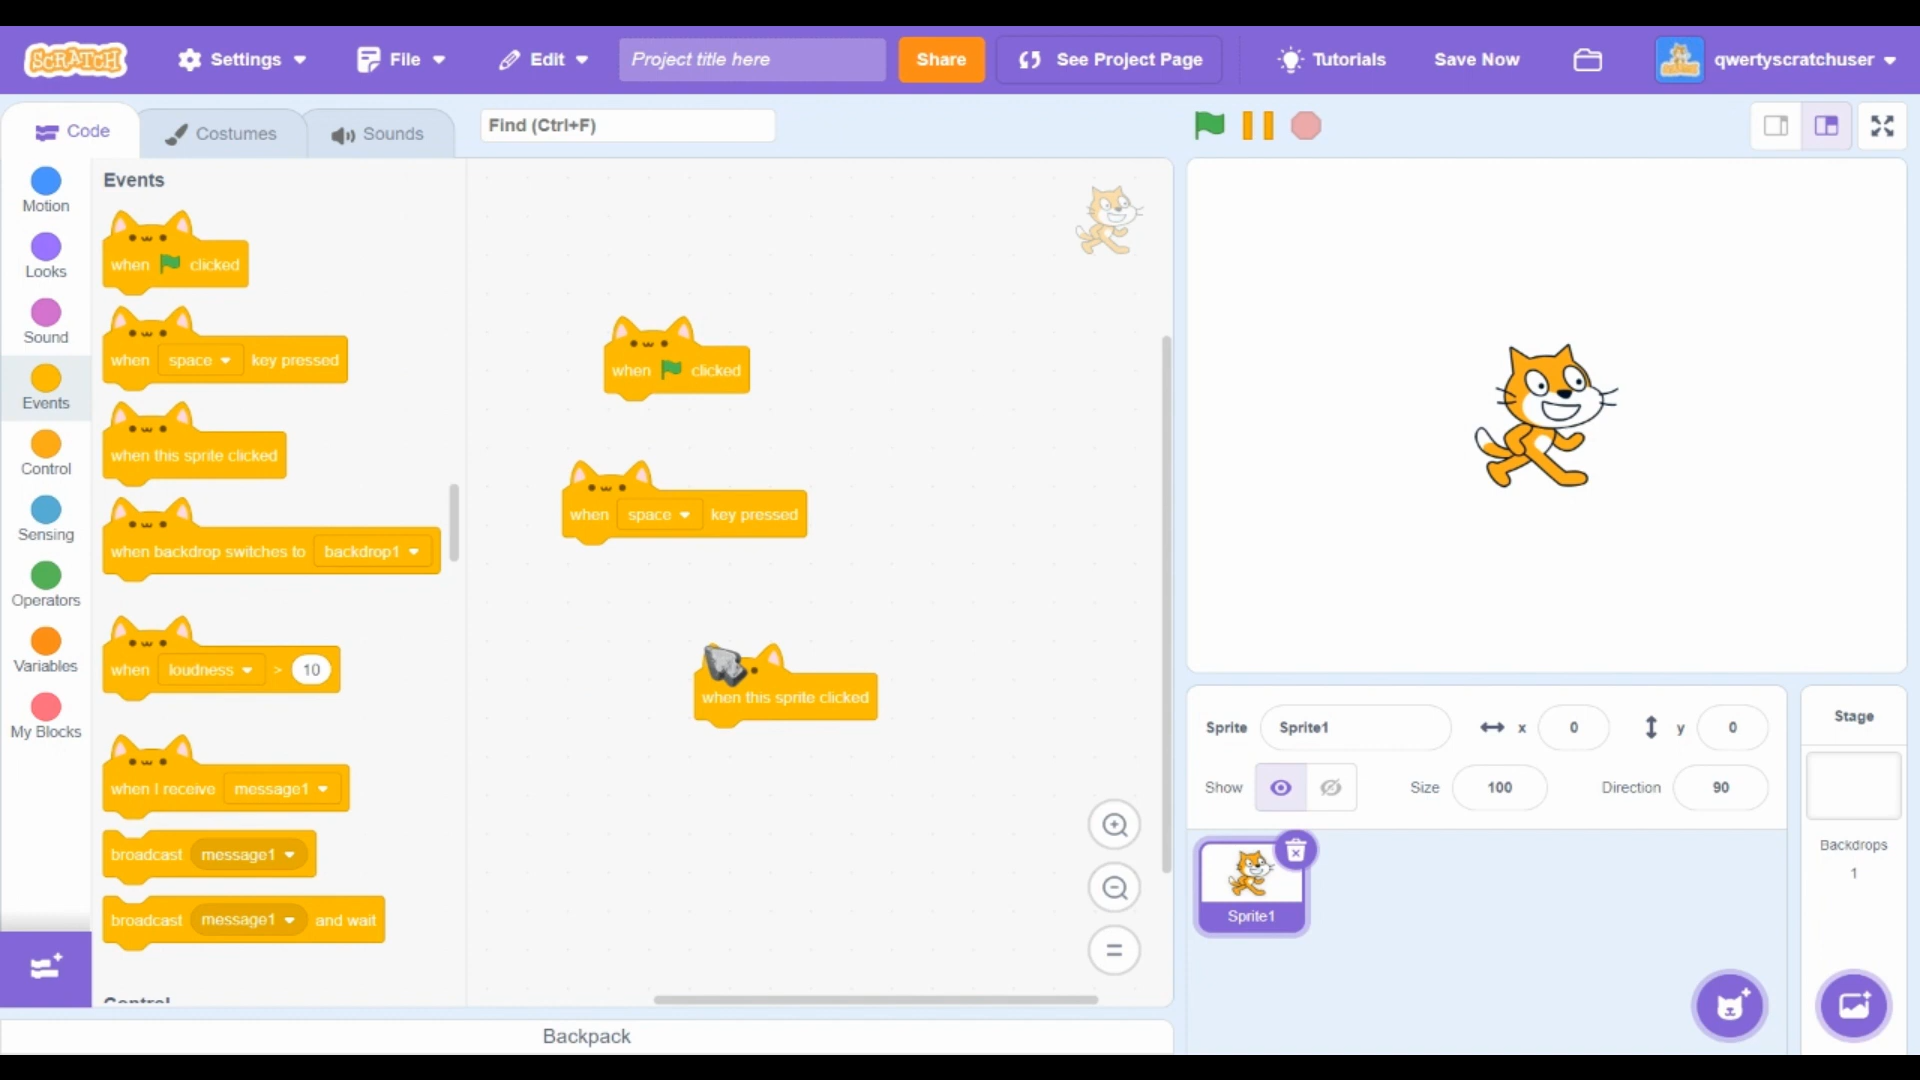 SCRATCH
Settings
File
Edit
Project title here
Share
See Project Page
Tutorials
Save Now
qwertyscratchuser
Code
Costumes
Sounds
Find (Ctrl+F)
Motion
Looks
Sound
Events
Control
Sensing
Operators
Variables
My Blocks
Events
when clicked
when space key pressed
when this sprite clicked
when backdrop switches to backdrop1
when loudness > 10
when I receive message1
broadcast message1
broadcast message1 and wait
Control
when clicked
when space key pressed
when this sprite clicked
=
Backpack
Sprite Sprite1 x 0 y 0
Show Size 100 Direction 90
Sprite1
Stage
Backdrops
1